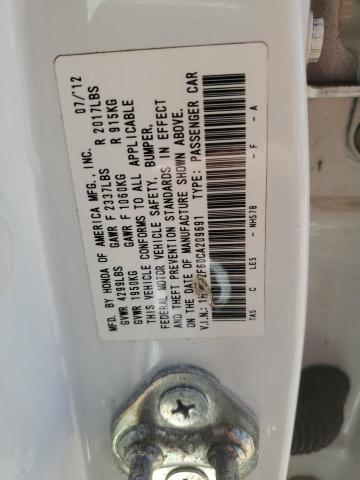 MFD. BY HONDA OF AMERICA MFG., INC. 07/'12
GVWR 4299LBS GAWR F 2337LBS R 2017LBS
GVWR 1950KG GAWR F 1060KG R 915KG
THIS VEHICLE CONFORMS TO ALL APPLICABLE
FEDERAL MOTOR VEHICLE SAFETY, BUMPER,
AND THEFT PREVENTION STANDARDS IN EFFECT
ON THE DATE OF MANUFACTURE SHOWN ABOVE.
V.I.N.: TYPE: PASSENGER CAR
TA5 C LE5 - NH578 - F - A